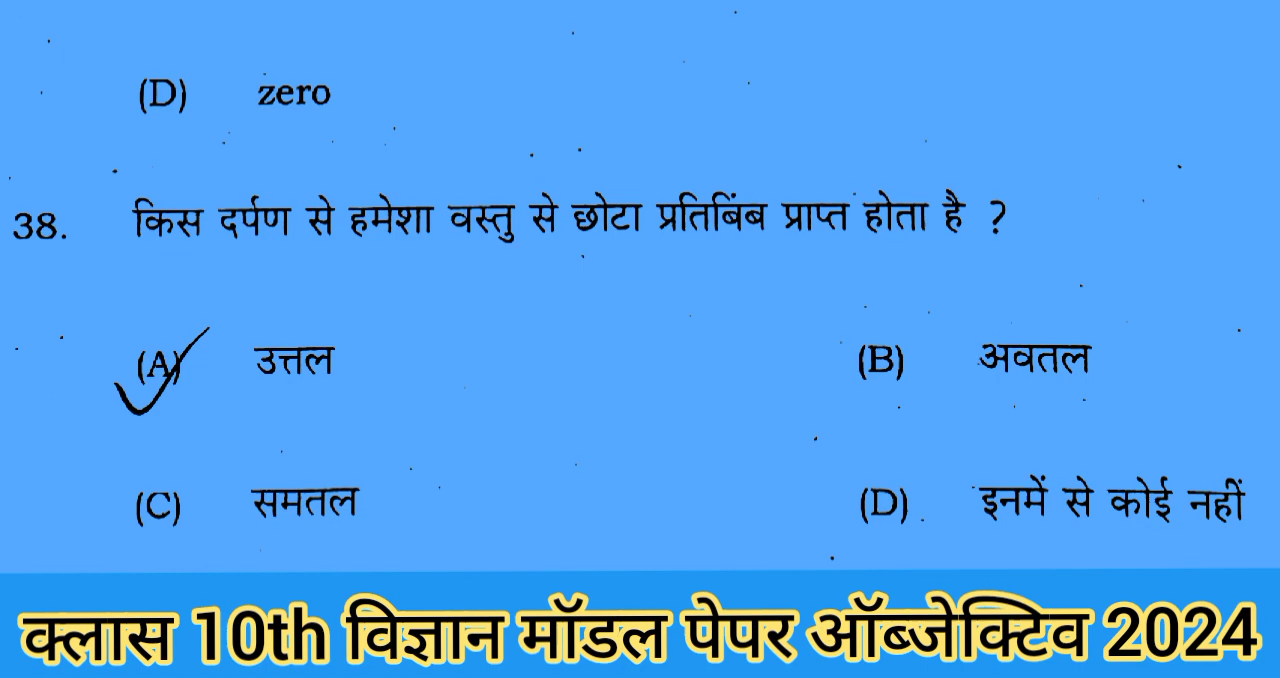 (D) zero
38. किस दर्पण से हमेशा वस्तु से छोटा प्रतिबिंब प्राप्त होता है ?
(A) उत्तल (B) अवतल
(C) समतल (D) इनमें से कोई नहीं
क्लास 10th विज्ञान मॉडल पेपर ऑब्जेक्टिव 2024